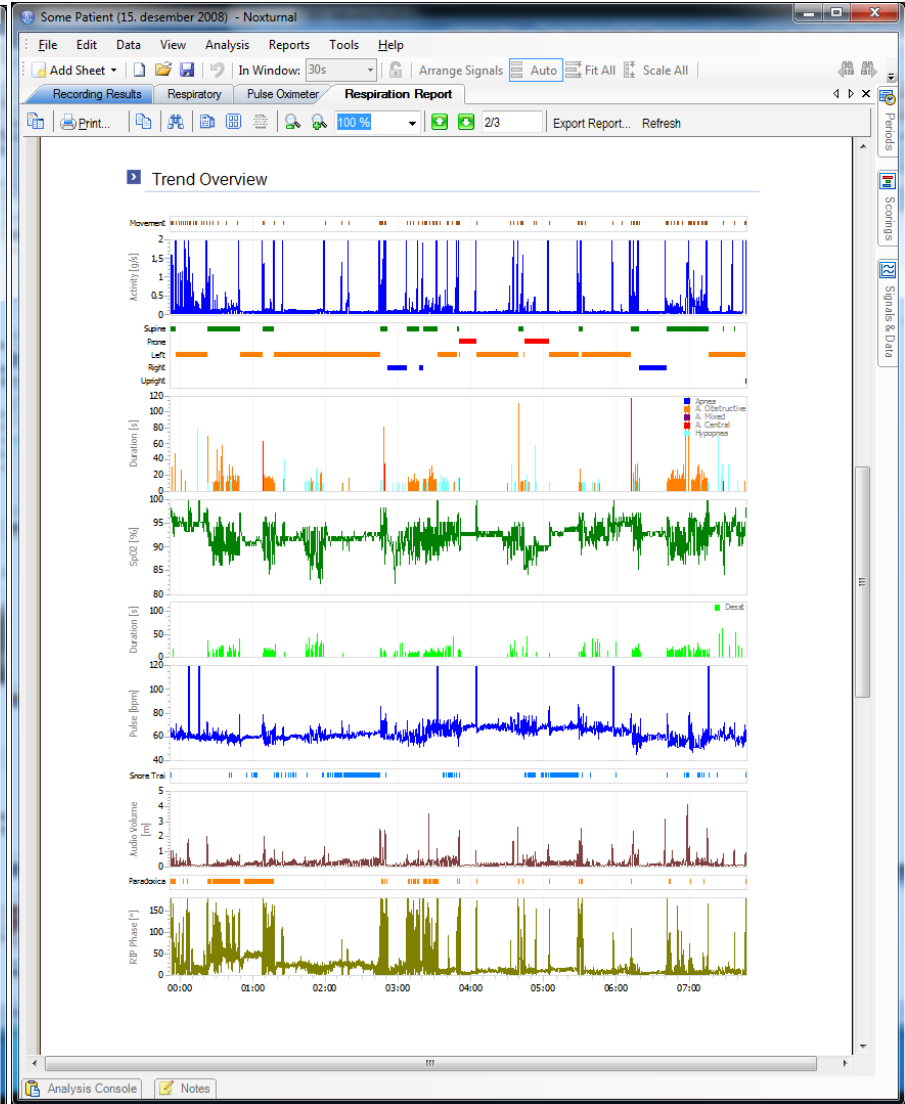 Some Patient (15. desember 2008) - Noxturnal
File Edit Data View Analysis Reports Tools Help
Add Sheet In Window: 30s Arrange Signals Auto Fit All Scale All
Recording Results Respiratory Pulse Oximeter Respiration Report
Print... 100 % 2/3 Export Report... Refresh
Periods
Scorings
Signals & Data
Trend Overview
Movement
Activity [g/s]
2
1.5
1
0.5
0
Supine
Prone
Left
Right
Upright
Duration [s]
120
100
80
60
40
20
0
Apnea
A. Obstructive
A. Mixed
A. Central
Hypopnea
SpO2 [%]
100
95
90
85
80
Duration [s]
100
50
0
Desat
Pulse [bpm]
120
100
80
60
40
Snore Trai
Audio Volume
[m]
5
4
3
2
1
0
Paradoxica
RIP Phase [°]
150
100
50
0
00:00 01:00 02:00 03:00 04:00 05:00 06:00 07:00
Analysis Console Notes